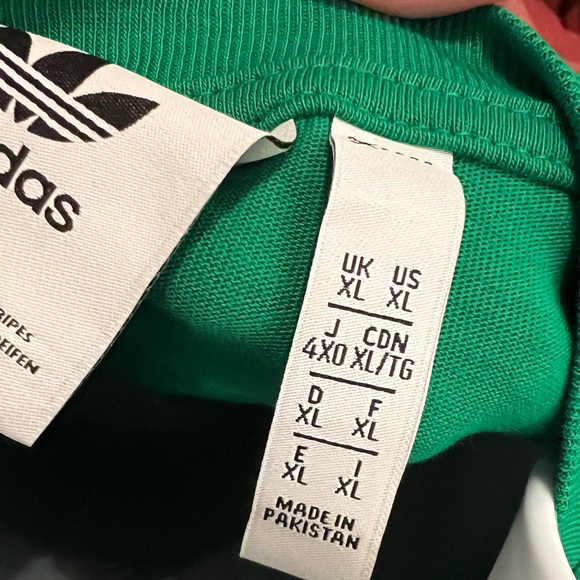 das
RIPES
REIFEN
UK US
XL XL
J CDN
4XO XL/TG
D F
XL XL
E I
XL XL
MADE IN
PAKISTAN